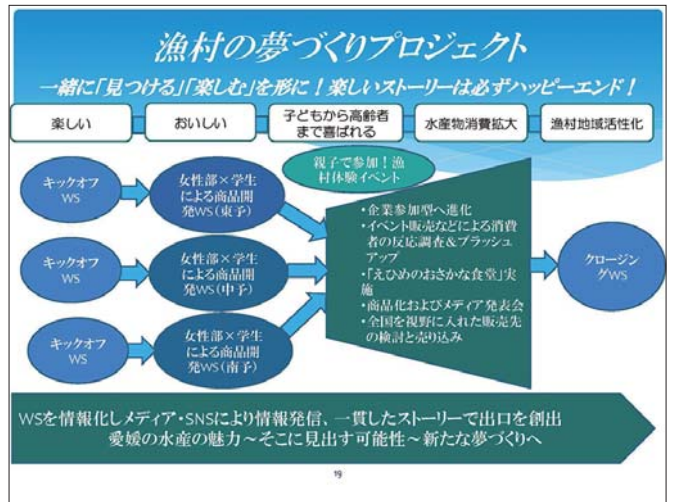 漁村の夢づくりプロジェクト
一緒に「見つける」「楽しむ」を形に！楽しいストーリーは必ずハッピーエンド！
楽しい
おいしい
子どもから高齢者
まで喜ばれる
水産物消費拡大
漁村地域活性化
親子で参加！漁
村体験イベント
キックオフ
WS
女性部×学生
による商品開
発WS（東予）
キックオフ
WS
女性部×学生
による商品開
発WS（中予）
キックオフ
WS
女性部×学生
による商品開
発WS（南予）
・企業参加型へ進化
・イベント販売などによる消費
者の反応調査＆ブラッシュ
アップ
・「えひめのおさかな食堂」実
施
・商品化およびメディア発表会
・全国を視野に入れた販売先
の検討と売り込み
クロージン
グWS
WSを情報化しメディア・SNSにより情報発信、一貫したストーリーで出口を創出
愛媛の水産の魅力～そこに見出す可能性～新たな夢づくりへ
19